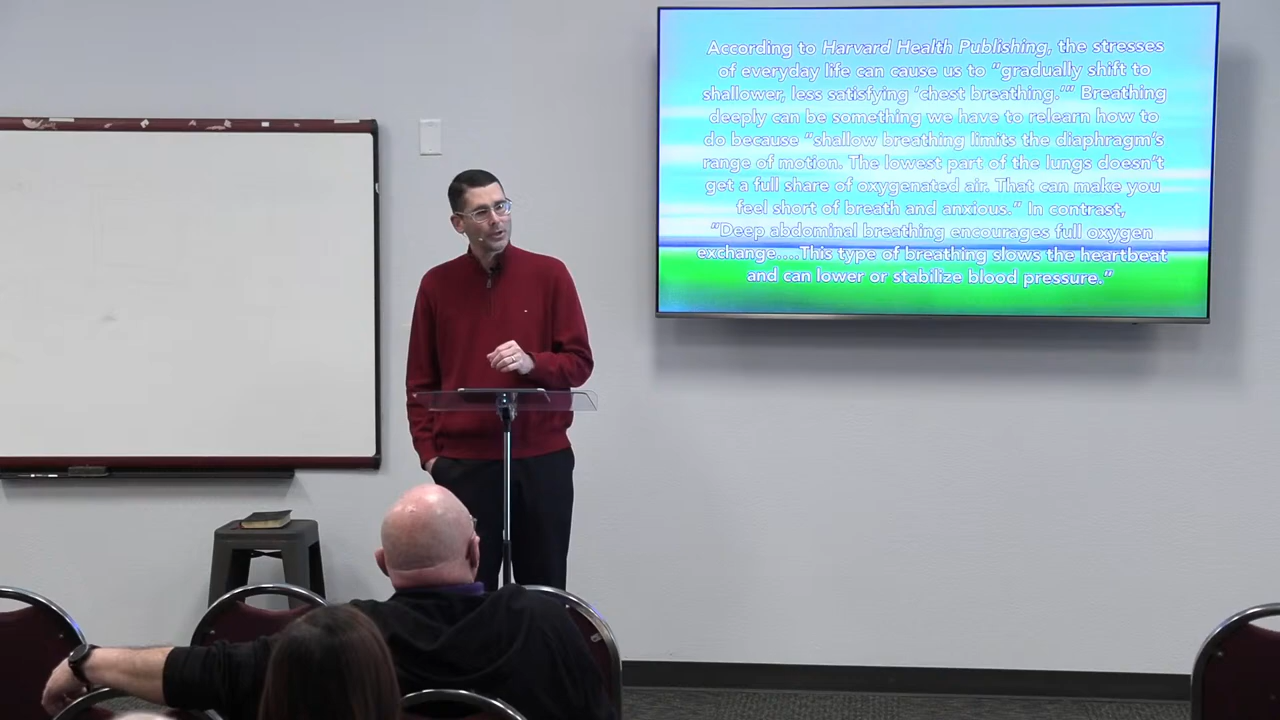 According to Harvard Health Publishing, the stresses
of everyday life can cause us to “gradually shift to
shallower, less satisfying ‘chest breathing.’” Breathing
deeply can be something we have to relearn how to
do because “shallow breathing limits the diaphragm’s
range of motion. The lowest part of the lungs doesn’t
get a full share of oxygenated air. That can make you
feel short of breath and anxious.” In contrast,
“Deep abdominal breathing encourages full oxygen
exchange....This type of breathing slows the heartbeat
and can lower or stabilize blood pressure.”